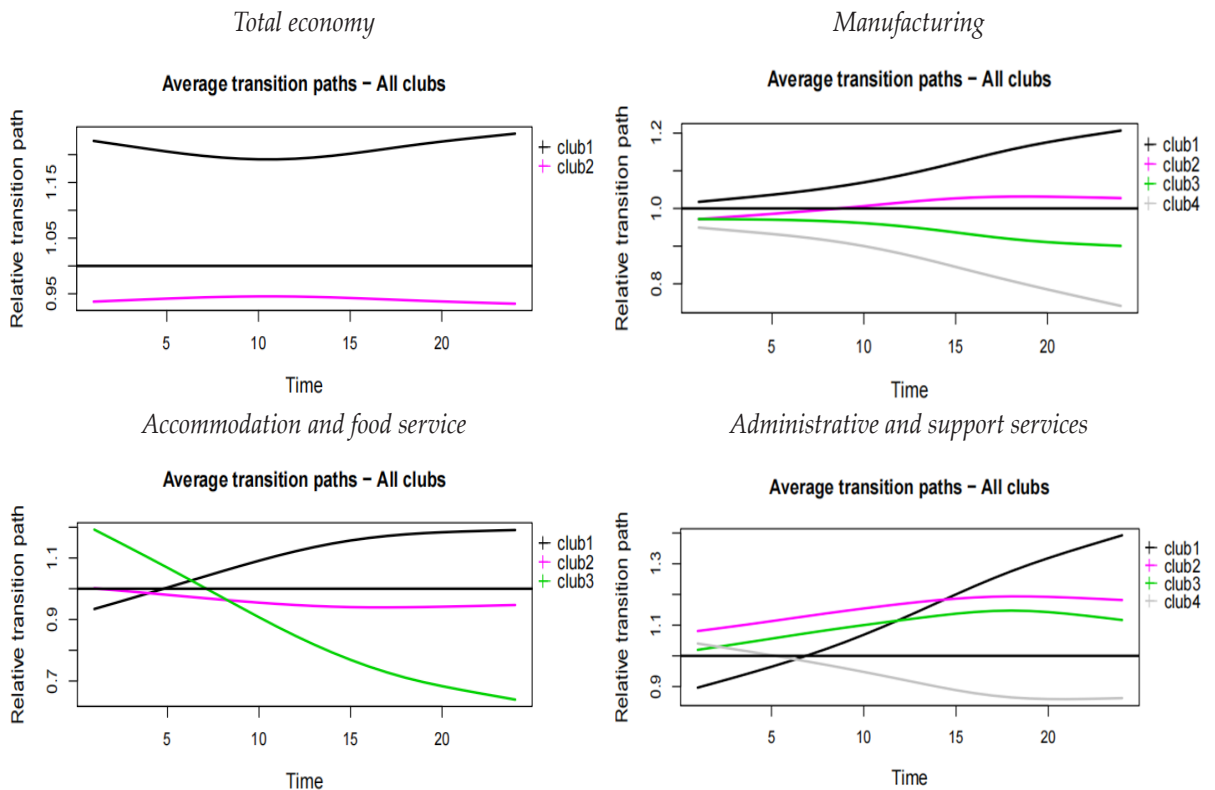 Total economy
Average transition paths − All clubs
Relative transition path
0.95 1.05 1.15
5 10 15 20
Time
club1
club2
Manufacturing
Average transition paths − All clubs
Relative transition path
0.8 1.0 1.2
5 10 15 20
Time
club1
club2
club3
club4
Accommodation and food service
Average transition paths − All clubs
Relative transition path
0.7 0.9 1.1
5 10 15 20
Time
club1
club2
club3
Administrative and support services
Average transition paths − All clubs
Relative transition path
0.9 1.1 1.3
5 10 15 20
Time
club1
club2
club3
club4